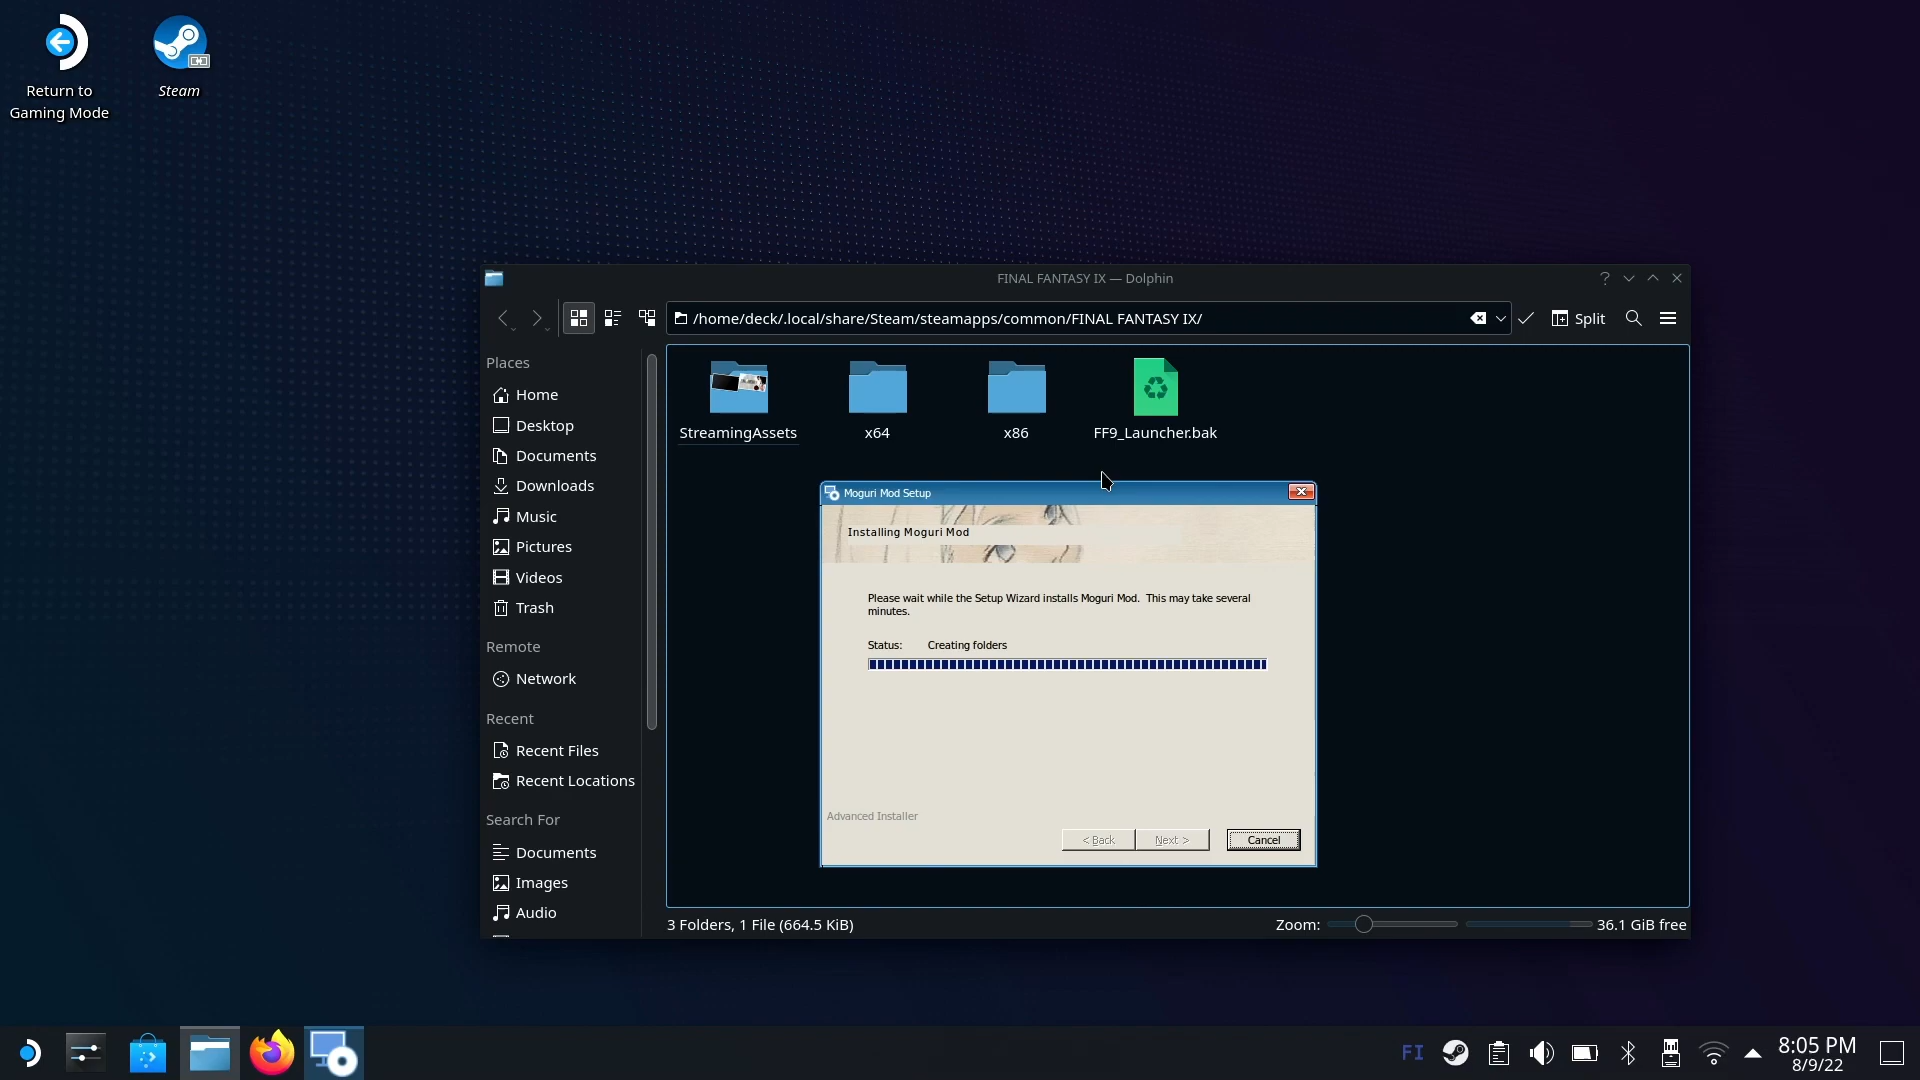 Return to
Gaming Mode
Steam
FINAL FANTASY IX — Dolphin
/home/deck/.local/share/Steam/steamapps/common/FINAL FANTASY IX/
Split
Places
Home
Desktop
Documents
Downloads
Music
Pictures
Videos
Trash
Remote
Network
Recent
Recent Files
Recent Locations
Search For
Documents
Images
Audio
StreamingAssets
x64
x86
FF9_Launcher.bak
Moguri Mod Setup
Installing Moguri Mod
Please wait while the Setup Wizard installs Moguri Mod. This may take several
minutes.
Status: Creating folders
Advanced Installer
< Back
Next >
Cancel
3 Folders, 1 File (664.5 KiB)
Zoom:
36.1 GiB free
FI
8:05 PM
8/9/22